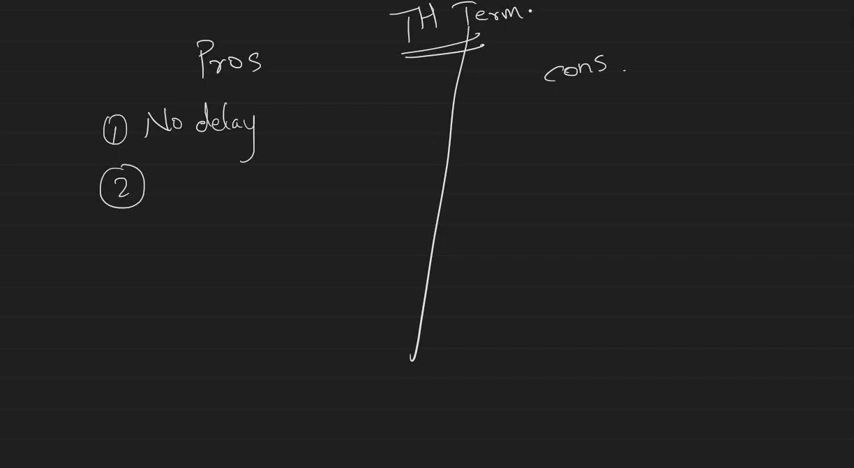 TH Term.
Pros
cons.
① No delay
②